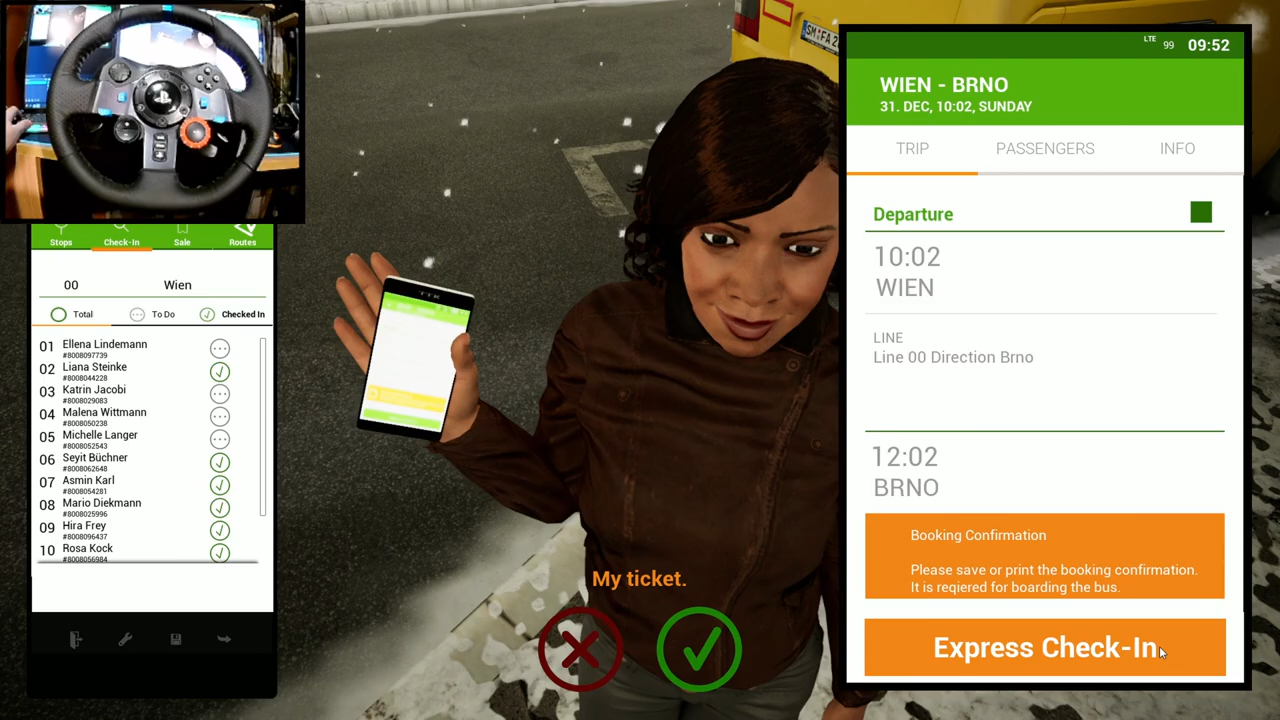 SM:FA 2
LTE 99 09:52
WIEN - BRNO
31. DEC, 10:02, SUNDAY
TRIP PASSENGERS INFO
Departure
10:02
WIEN
LINE
Line 00 Direction Brno
12:02
BRNO
Booking Confirmation
Please save or print the booking confirmation.
It is reqiered for boarding the bus.
Express Check-In
Stops Check-In Sale Routes
00 Wien
Total To Do Checked In
01 Ellena Lindemann
#8008097739
02 Liana Steinke
#8008044228
03 Katrin Jacobi
#8008029083
04 Malena Wittmann
#8008050238
05 Michelle Langer
#8008052543
06 Seyit Büchner
#8008062648
07 Asmin Karl
#8008054281
08 Mario Diekmann
#8008025996
09 Hira Frey
#8008096437
10 Rosa Kock
#8008056984
My ticket.